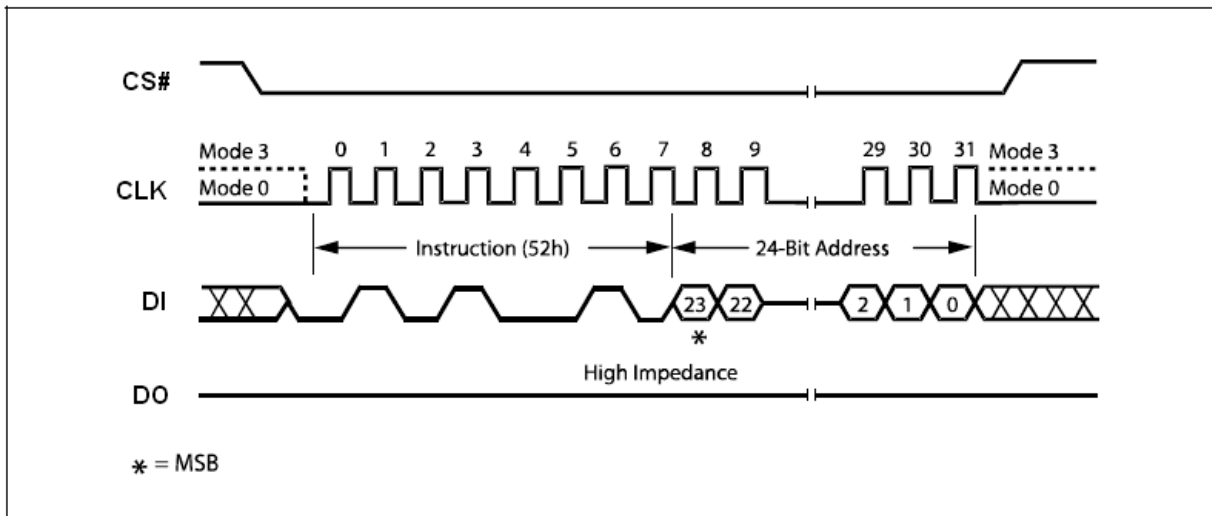 CS#
Mode 3 0 1 2 3 4 5 6 7 8 9 29 30 31 Mode 3
CLK Mode 0 Mode 0
Instruction (52h) 24-Bit Address
DI 23 22 2 1 0
*
High Impedance
DO
* = MSB